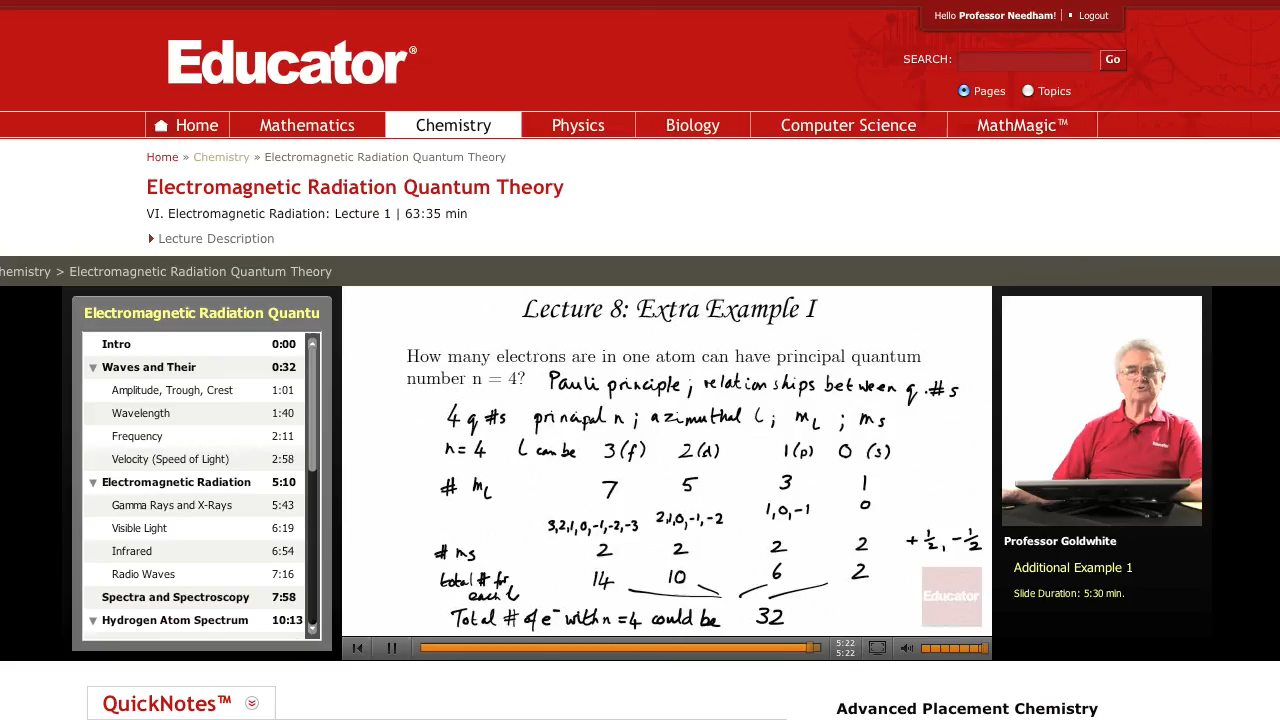 Hello Professor Needham! Logout
Educator®
SEARCH: Go
Pages Topics
Home Mathematics Chemistry Physics Biology Computer Science MathMagic™
Home » Chemistry » Electromagnetic Radiation Quantum Theory
Electromagnetic Radiation Quantum Theory
VI. Electromagnetic Radiation: Lecture 1 | 63:35 min
Lecture Description
hemistry > Electromagnetic Radiation Quantum Theory
Electromagnetic Radiation Quantu
Intro 0:00
Waves and Their 0:32
Amplitude, Trough, Crest 1:01
Wavelength 1:40
Frequency 2:11
Velocity (Speed of Light) 2:58
Electromagnetic Radiation 5:10
Gamma Rays and X-Rays 5:43
Visible Light 6:19
Infrared 6:54
Radio Waves 7:16
Spectra and Spectroscopy 7:58
Hydrogen Atom Spectrum 10:13
Lecture 8: Extra Example I
How many electrons are in one atom can have principal quantum
number n = 4? Pauli principle; relationships between q.#s
4 q #s principal n; azimuthal l; mL; ms
n=4 l can be 3(f) 2(d) 1(p) 0(s)
# mL 7 5 3 1
3,2,1,0,-1,-2,-3 2,1,0,-1,-2 1,0,-1 0
# ms 2 2 2 2 +1/2, -1/2
total # for each l 14 10 6 2
Total # of e- with n=4 could be 32
Educator
5:22
5:22
Educator
Professor Goldwhite
Additional Example 1
Slide Duration: 5:30 min.
QuickNotes™
Advanced Placement Chemistry